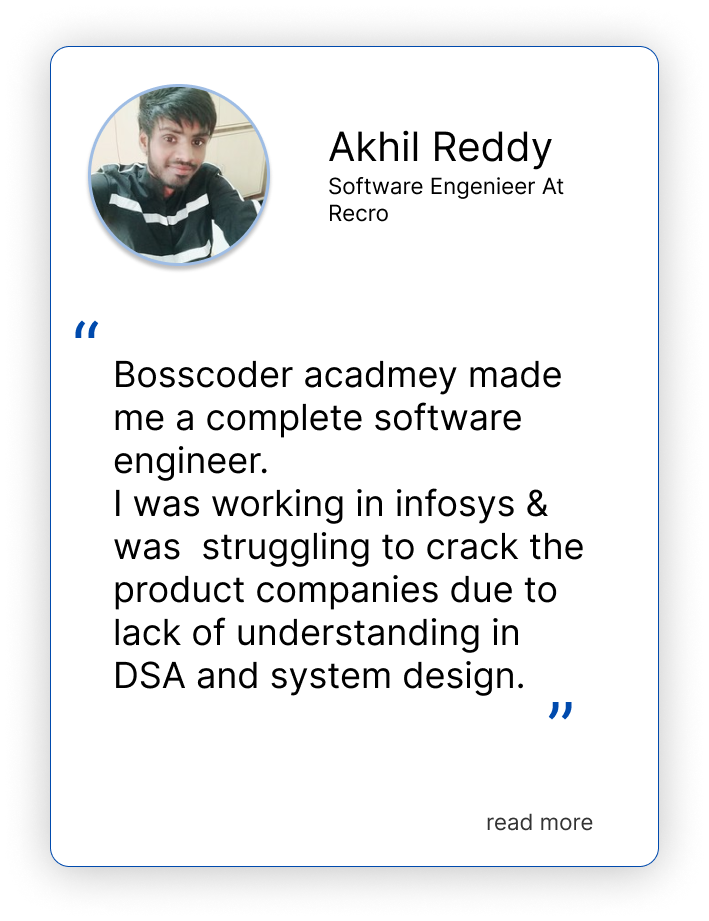 Akhil Reddy
Software Engenieer At
Recro
“
Bosscoder acadmey made
me a complete software
engineer.
I was working in infosys &
was  struggling to crack the
product companies due to
lack of understanding in
DSA and system design.
”
read more